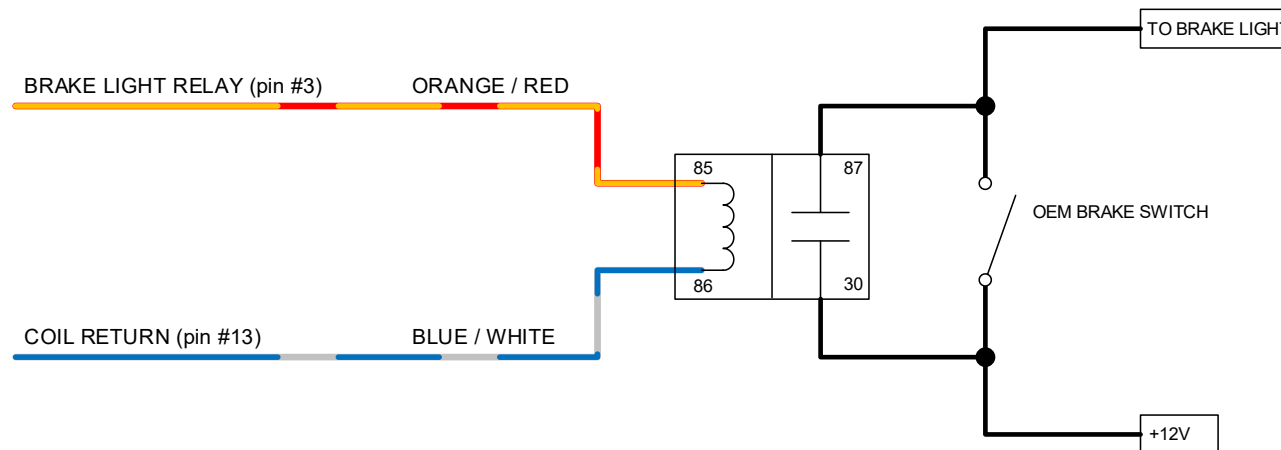 TO BRAKE LIGHT
BRAKE LIGHT RELAY (pin #3)
ORANGE / RED
85
87
OEM BRAKE SWITCH
86
30
COIL RETURN (pin #13)
BLUE / WHITE
+12V